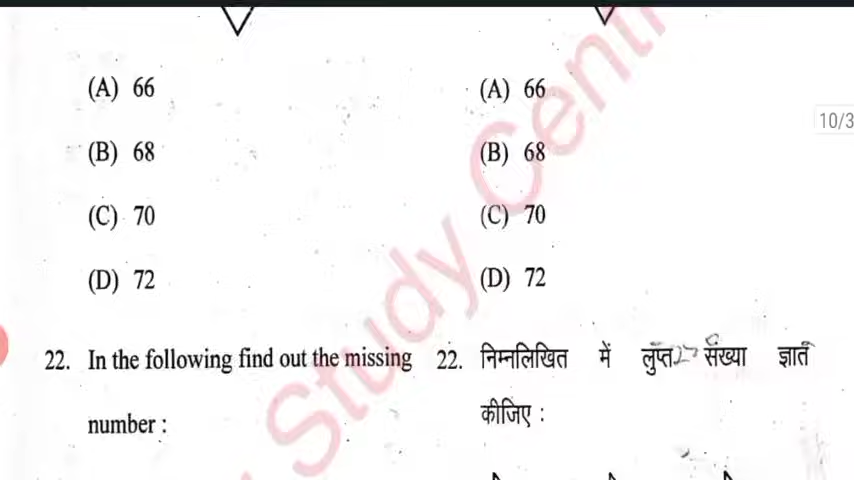 (A) 66
(B) 68
(C) 70
(D) 72
22. In the following find out the missing
number :
(A) 66
(B) 68
(C) 70
(D) 72
22. निम्नलिखित में लुप्त संख्या ज्ञात
कीजिए :
10/3
Study Centr